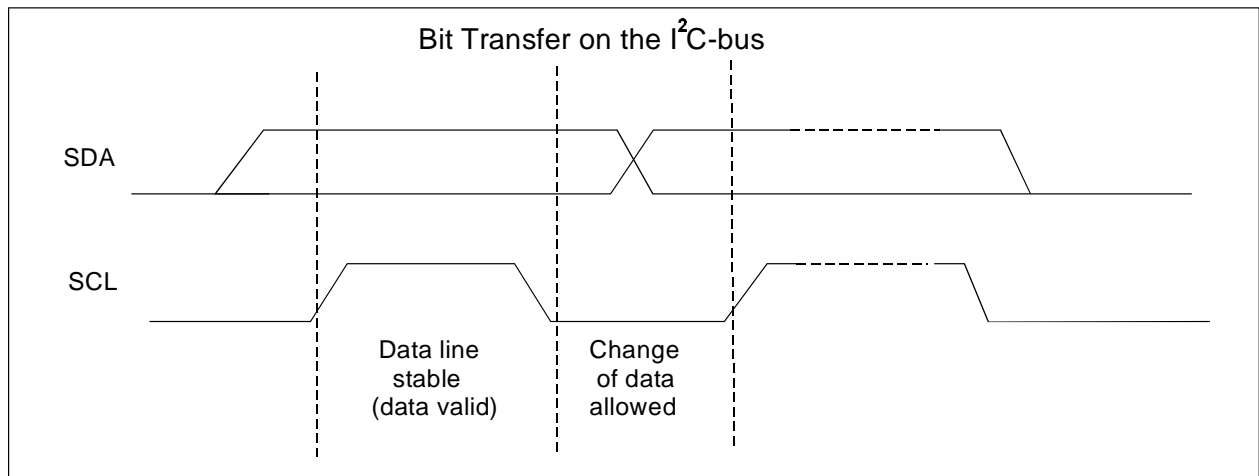 Bit Transfer on the I²C-bus
SDA
SCL
Data line
stable
(data valid)
Change
of data
allowed